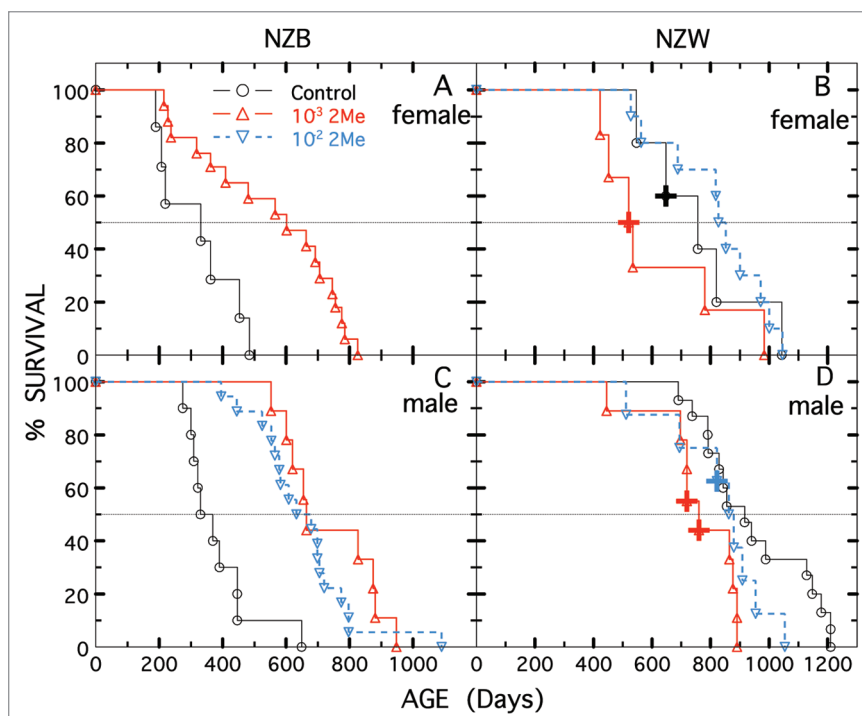 NZB NZW
100 A B
Control
female female
10³ 2Me
80
10² 2Me
60
40
20
0
100 C D
male male
80
60
40
20
0
0 200 400 600 800 1000 0 200 400 600 800 1000 1200
% SURVIVAL
AGE (Days)